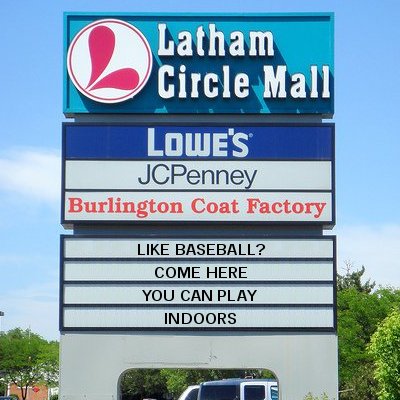 Latham
Circle Mall
LOWE'S
JCPenney
Burlington Coat Factory
LIKE BASEBALL?
COME HERE
YOU CAN PLAY
INDOORS